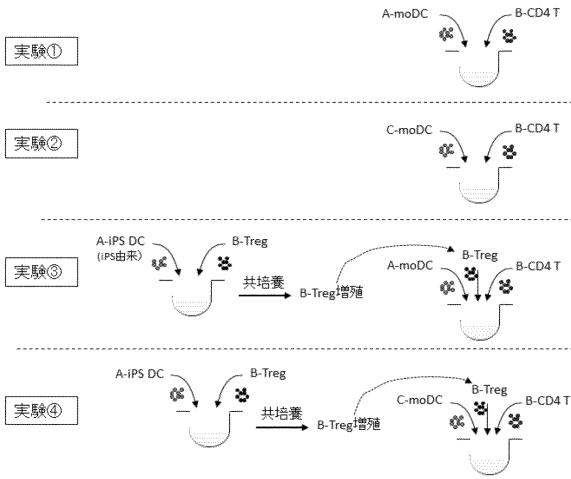 実験①
A-moDC
B-CD4 T
実験②
C-moDC
B-CD4 T
実験③
A-iPS DC
(iPS由来)
B-Treg
共培養
B-Treg増殖
B-Treg
A-moDC
B-CD4 T
実験④
A-iPS DC
B-Treg
共培養
B-Treg増殖
B-Treg
C-moDC
B-CD4 T